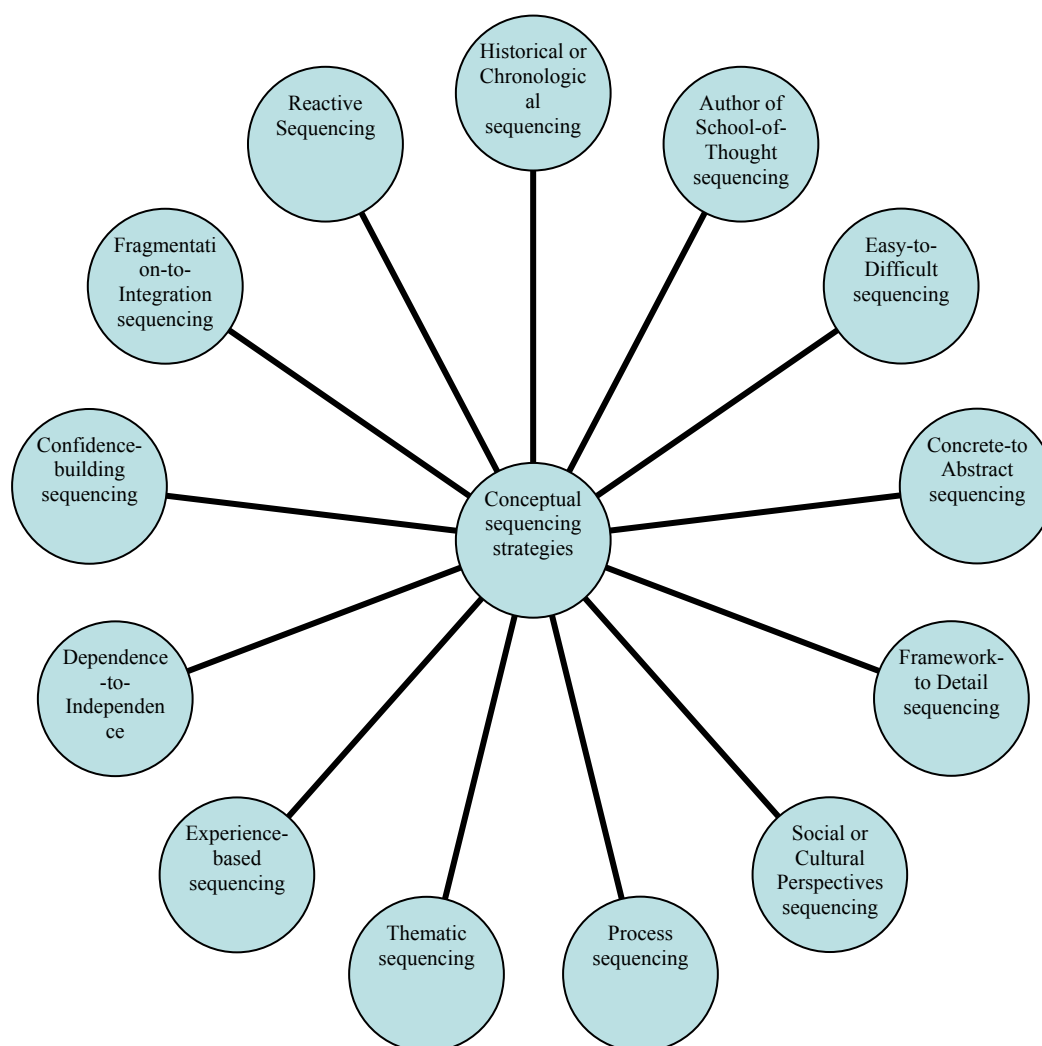 Historical or
Chronologic
al
sequencing
Author of
School-of-
Thought
sequencing
Easy-to-
Difficult
sequencing
Concrete-to
Abstract
sequencing
Framework-
to Detail
sequencing
Social or
Cultural
Perspectives
sequencing
Process
sequencing
Thematic
sequencing
Experience-
based
sequencing
Dependence
-to-
Independen
ce
Confidence-
building
sequencing
Fragmentati
on-to-
Integration
sequencing
Reactive
Sequencing
Conceptual
sequencing
strategies